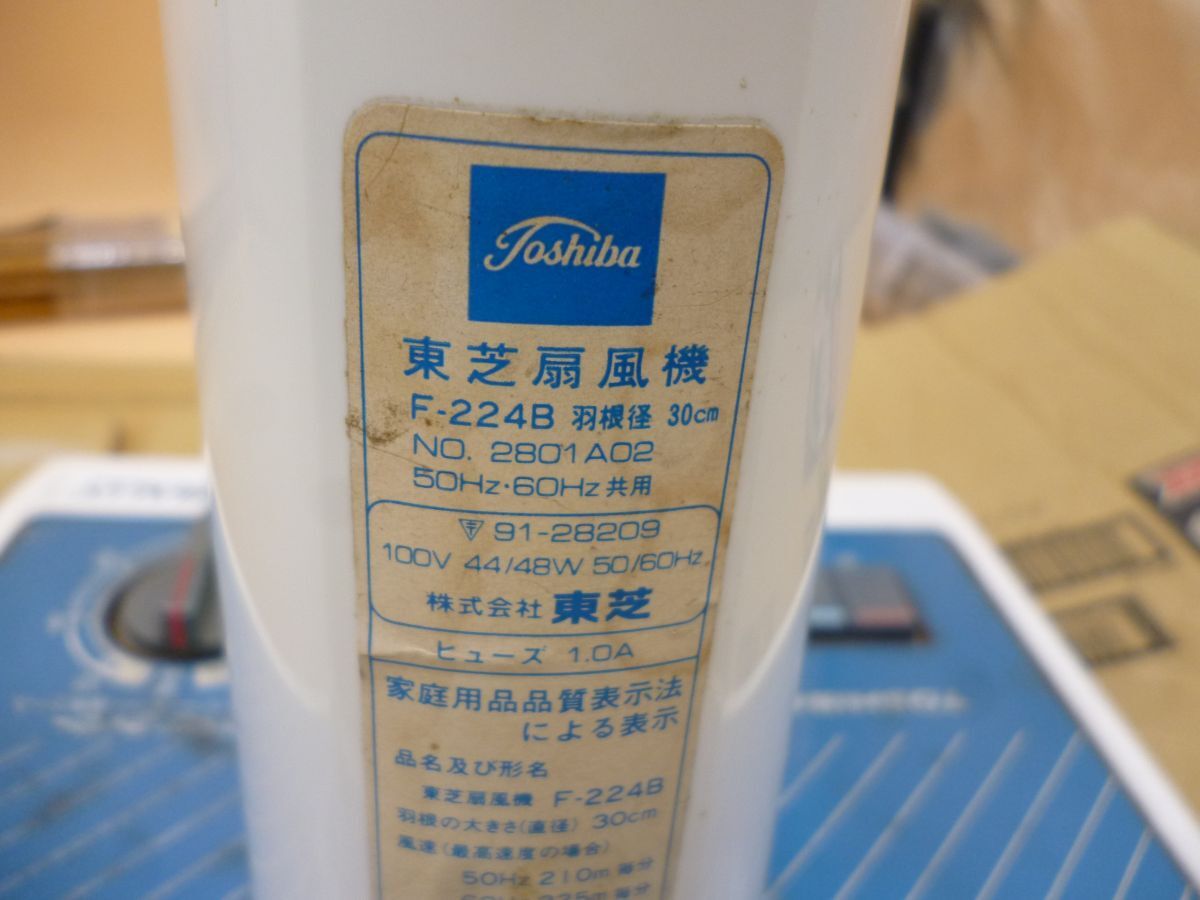 Toshiba
東芝扇風機
F-224B 羽根径 30cm
NO. 2801A02
50Hz・60Hz共用
〒 91-28209
100V 44/48W 50/60Hz
株式会社 東芝
ヒューズ 1.0A
家庭用品品質表示法
による表示
品名及び形名
東芝扇風機 F-224B
羽根の大きさ(直径) 30cm
風速(最高速度の場合)
50Hz 210m 毎分